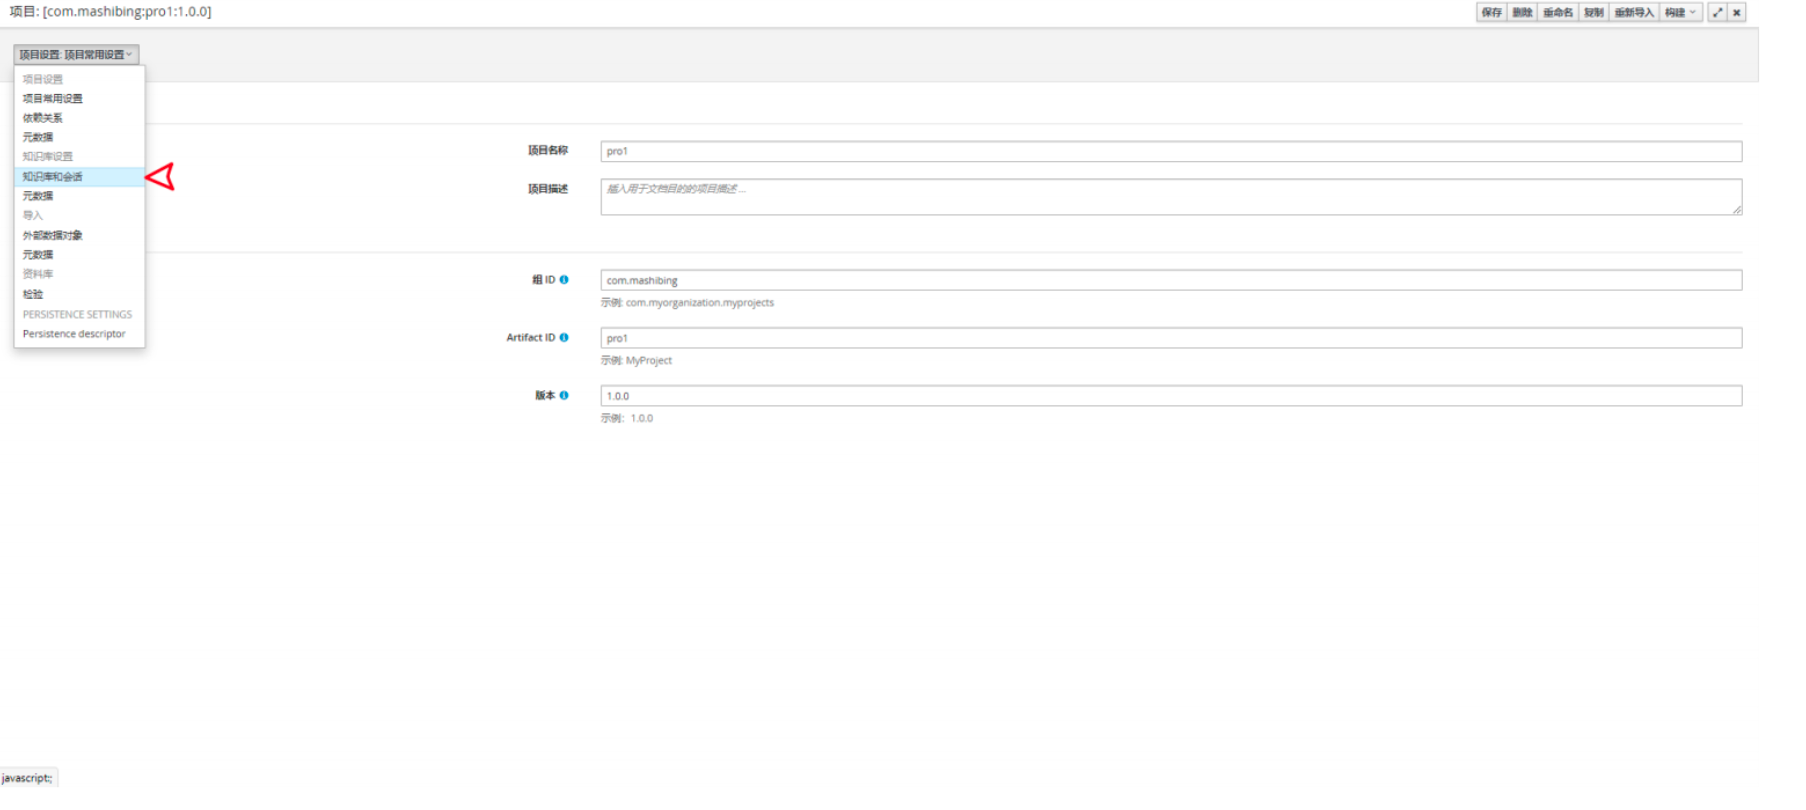 项目: [com.mashibing:pro1:1.0.0]
保存 删除 重命名 复制 重新导入 构建
项目设置: 项目常用设置
项目设置
项目常用设置
依赖关系
元数据
知识库设置
知识库和会话
元数据
导入
外部数据对象
元数据
资料库
检验
PERSISTENCE SETTINGS
Persistence descriptor
项目名称 pro1
项目描述 插入用于文档目的的项目描述 ...
组 ID com.mashibing
示例: com.myorganization.myprojects
Artifact ID pro1
示例: MyProject
版本 1.0.0
示例: 1.0.0
javascript:;